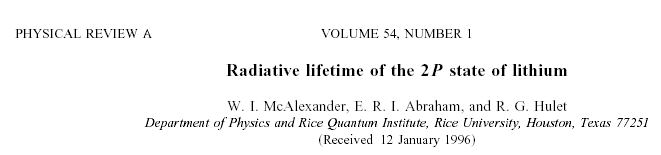 PHYSICAL REVIEW A VOLUME 54, NUMBER 1
Radiative lifetime of the 2P state of lithium
W. I. McAlexander, E. R. I. Abraham, and R. G. Hulet
Department of Physics and Rice Quantum Institute, Rice University, Houston, Texas 77251
(Received 12 January 1996)